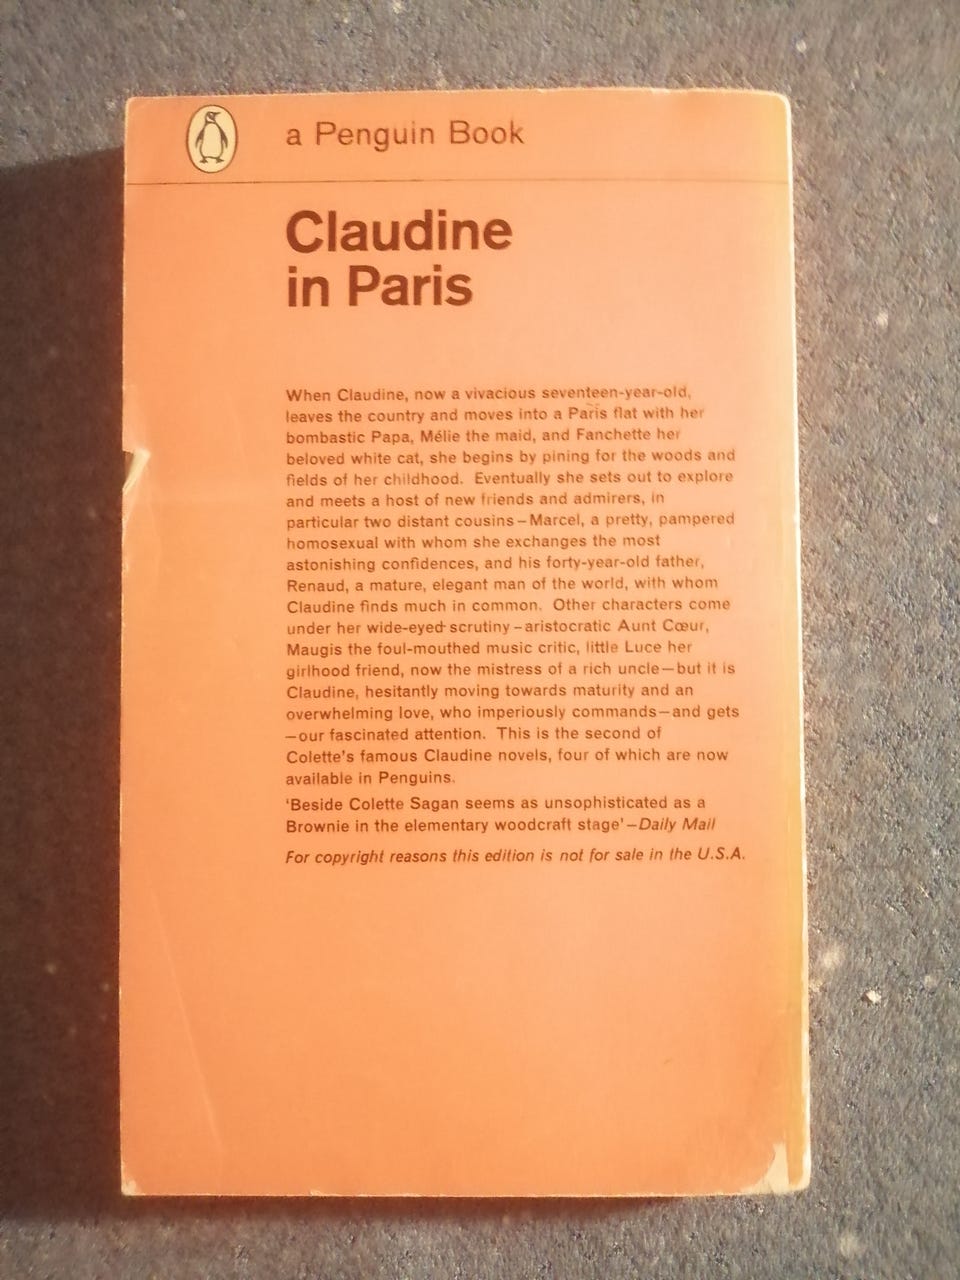 a Penguin Book
Claudine
in Paris
When Claudine, now a vivacious seventeen-year-old,
leaves the country and moves into a Paris flat with her
bombastic Papa, Mélie the maid, and Fanchette her
beloved white cat, she begins by pining for the woods and
fields of her childhood. Eventually she sets out to explore
and meets a host of new friends and admirers, in
particular two distant cousins – Marcel, a pretty, pampered
homosexual with whom she exchanges the most
astonishing confidences, and his forty-year-old father,
Renaud, a mature, elegant man of the world, with whom
Claudine finds much in common. Other characters come
under her wide-eyed scrutiny – aristocratic Aunt Cœur,
Maugis the foul-mouthed music critic, little Luce her
girlhood friend, now the mistress of a rich uncle – but it is
Claudine, hesitantly moving towards maturity and an
overwhelming love, who imperiously commands – and gets
– our fascinated attention. This is the second of
Colette's famous Claudine novels, four of which are now
available in Penguins.
'Beside Colette Sagan seems as unsophisticated as a
Brownie in the elementary woodcraft stage' – Daily Mail
For copyright reasons this edition is not for sale in the U.S.A.